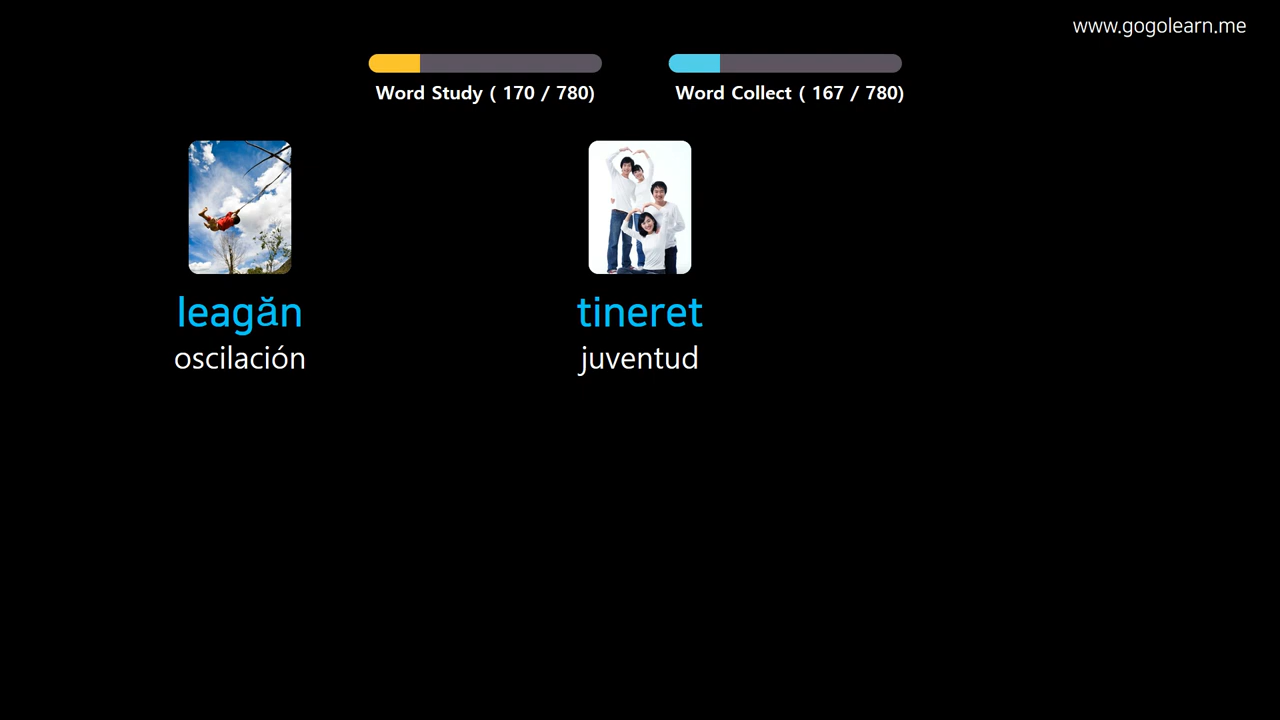 www.gogolearn.me
Word Study ( 170 / 780)
Word Collect ( 167 / 780)
leagăn
oscilación
tineret
juventud